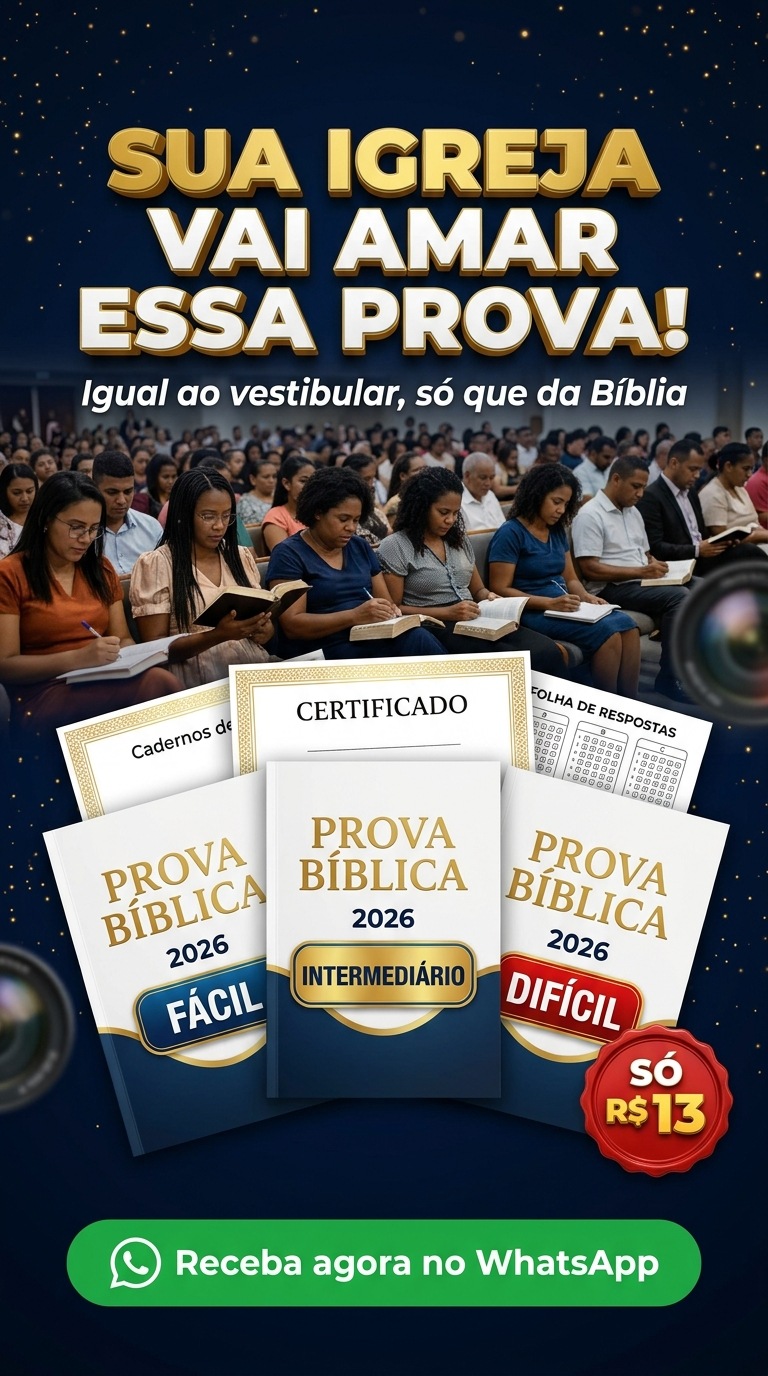 SUA IGREJA
VAI AMAR
ESSA PROVA!
Igual ao vestibular, só que da Bíblia
Cadernos de
CERTIFICADO
FOLHA DE RESPOSTAS
B
C
PROVA
BÍBLICA
2026
FÁCIL
PROVA
BÍBLICA
2026
INTERMEDIÁRIO
PROVA
BÍBLICA
2026
DIFÍCIL
SÓ
R$ 13
Receba agora no WhatsApp